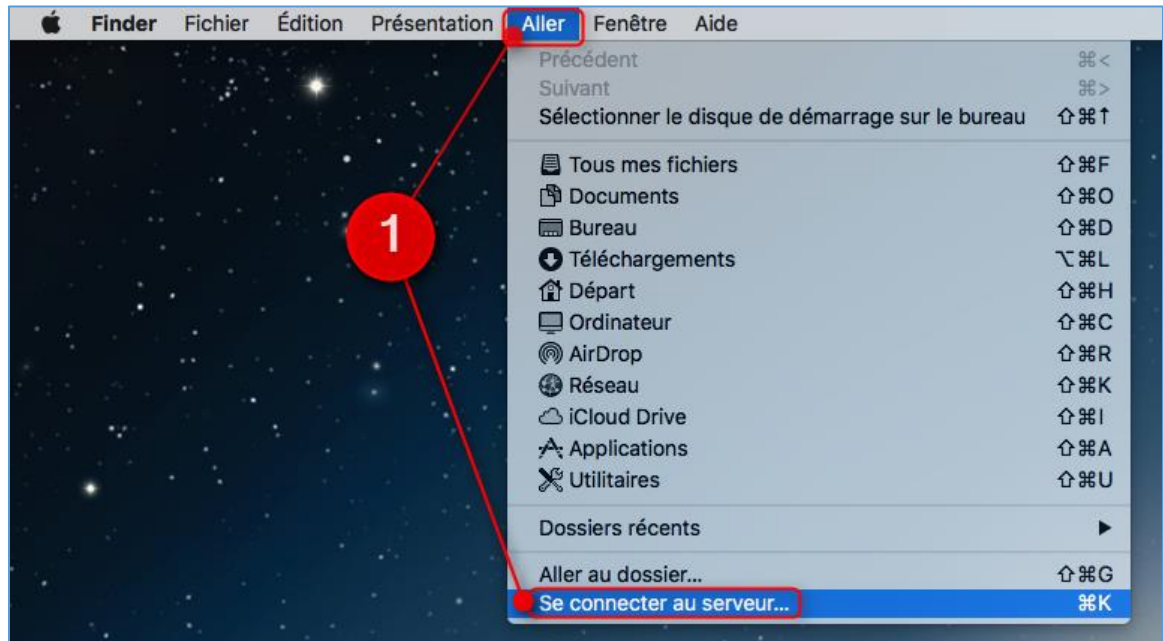 Finder Fichier Édition Présentation Aller Fenêtre Aide
Précédent ⌘<
Suivant ⌘>
Sélectionner le disque de démarrage sur le bureau ⇧⌘↑
Tous mes fichiers ⇧⌘F
Documents ⇧⌘O
Bureau ⇧⌘D
1
Téléchargements ⌥⌘L
Départ ⇧⌘H
Ordinateur ⇧⌘C
AirDrop ⇧⌘R
Réseau ⇧⌘K
iCloud Drive ⇧⌘I
Applications ⇧⌘A
Utilitaires ⇧⌘U
Dossiers récents ▶
Aller au dossier... ⇧⌘G
Se connecter au serveur... ⌘K